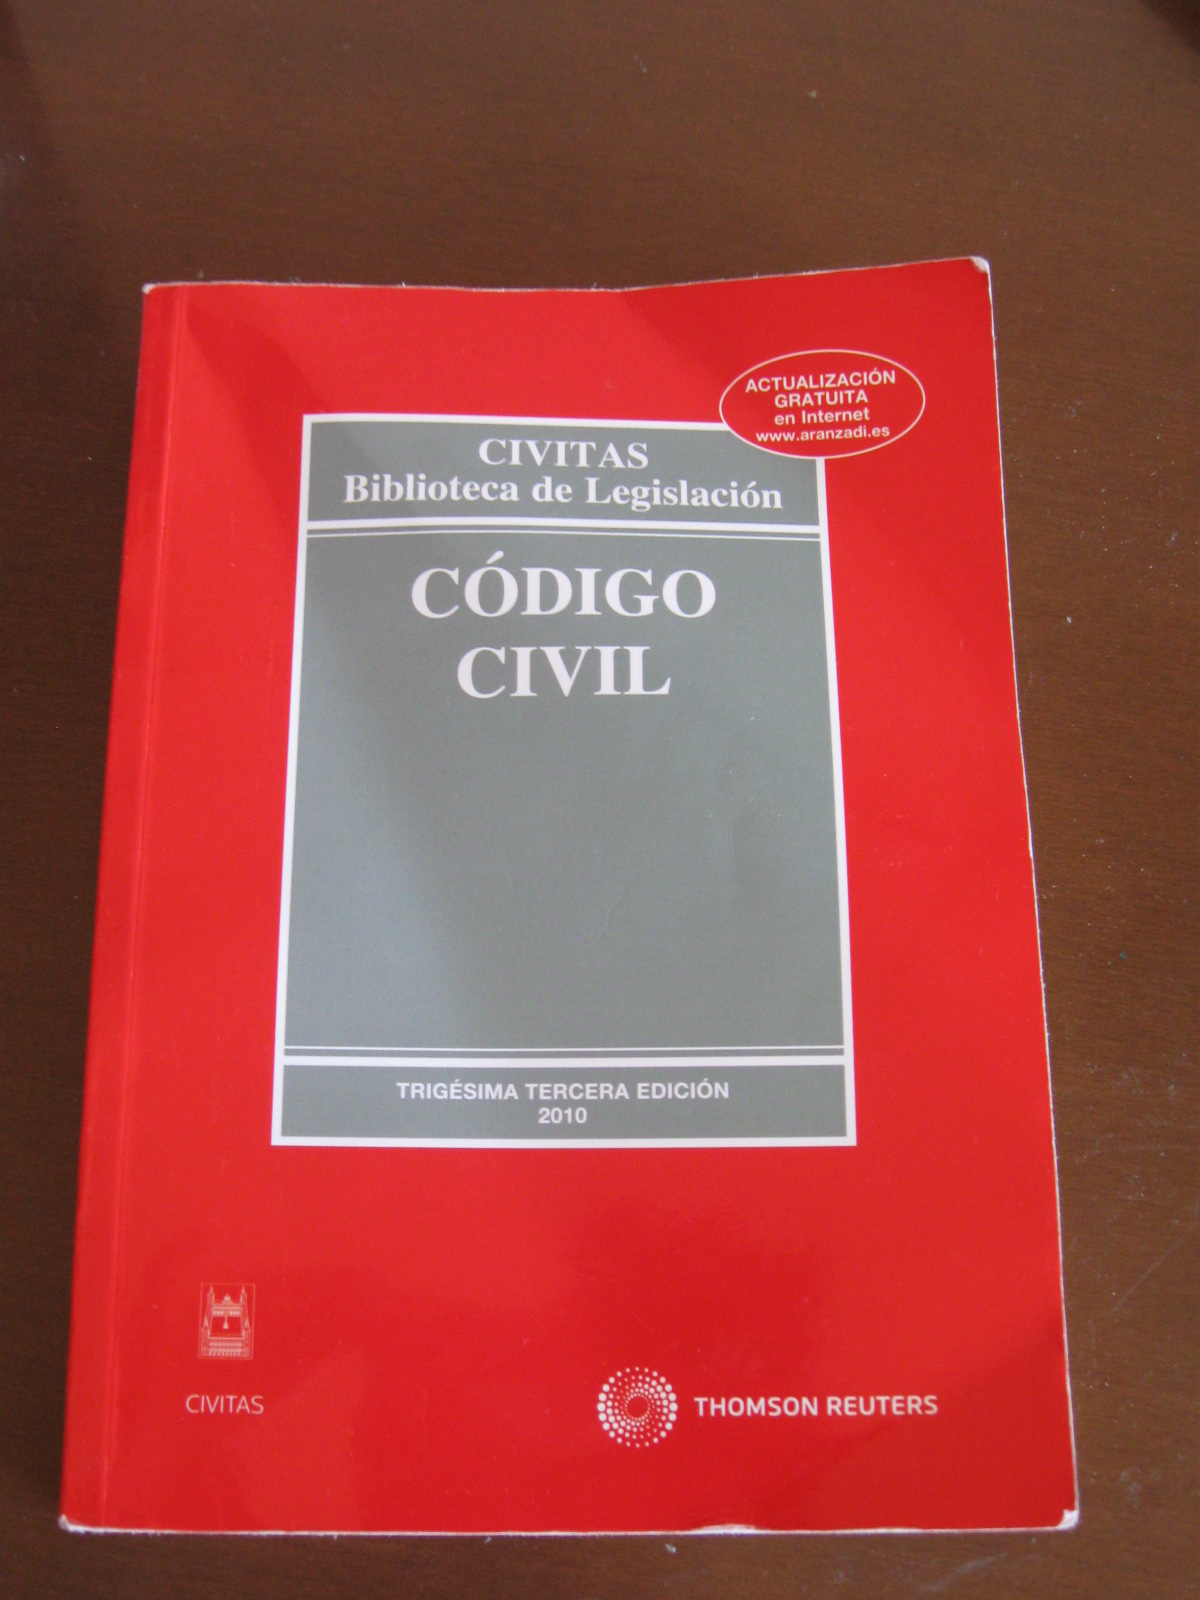 ACTUALIZACIÓN
GRATUITA
en Internet
www.aranzadi.es
CIVITAS
Biblioteca de Legislación
CÓDIGO
CIVIL
TRIGÉSIMA TERCERA EDICIÓN
2010
CIVITAS
THOMSON REUTERS